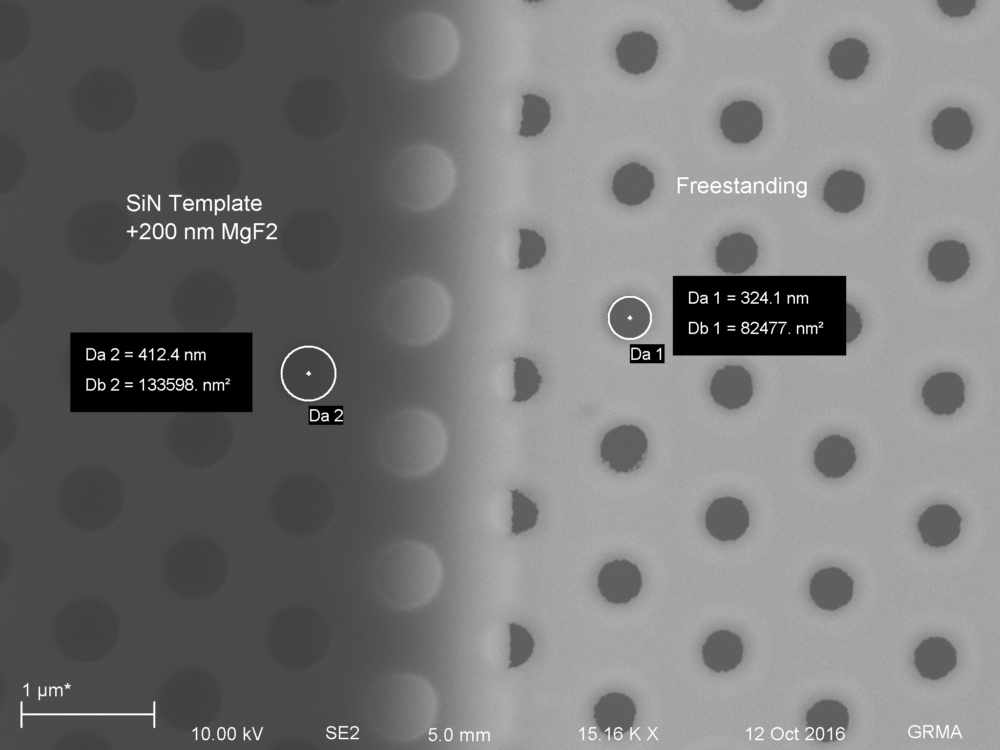 SiN Template
+200 nm MgF2
Freestanding
Da 1 = 324.1 nm
Db 1 = 82477. nm²
Da 1
Da 2 = 412.4 nm
Db 2 = 133598. nm²
Da 2
1 µm*
10.00 kV SE2 5.0 mm 15.16 K X 12 Oct 2016 GRMA